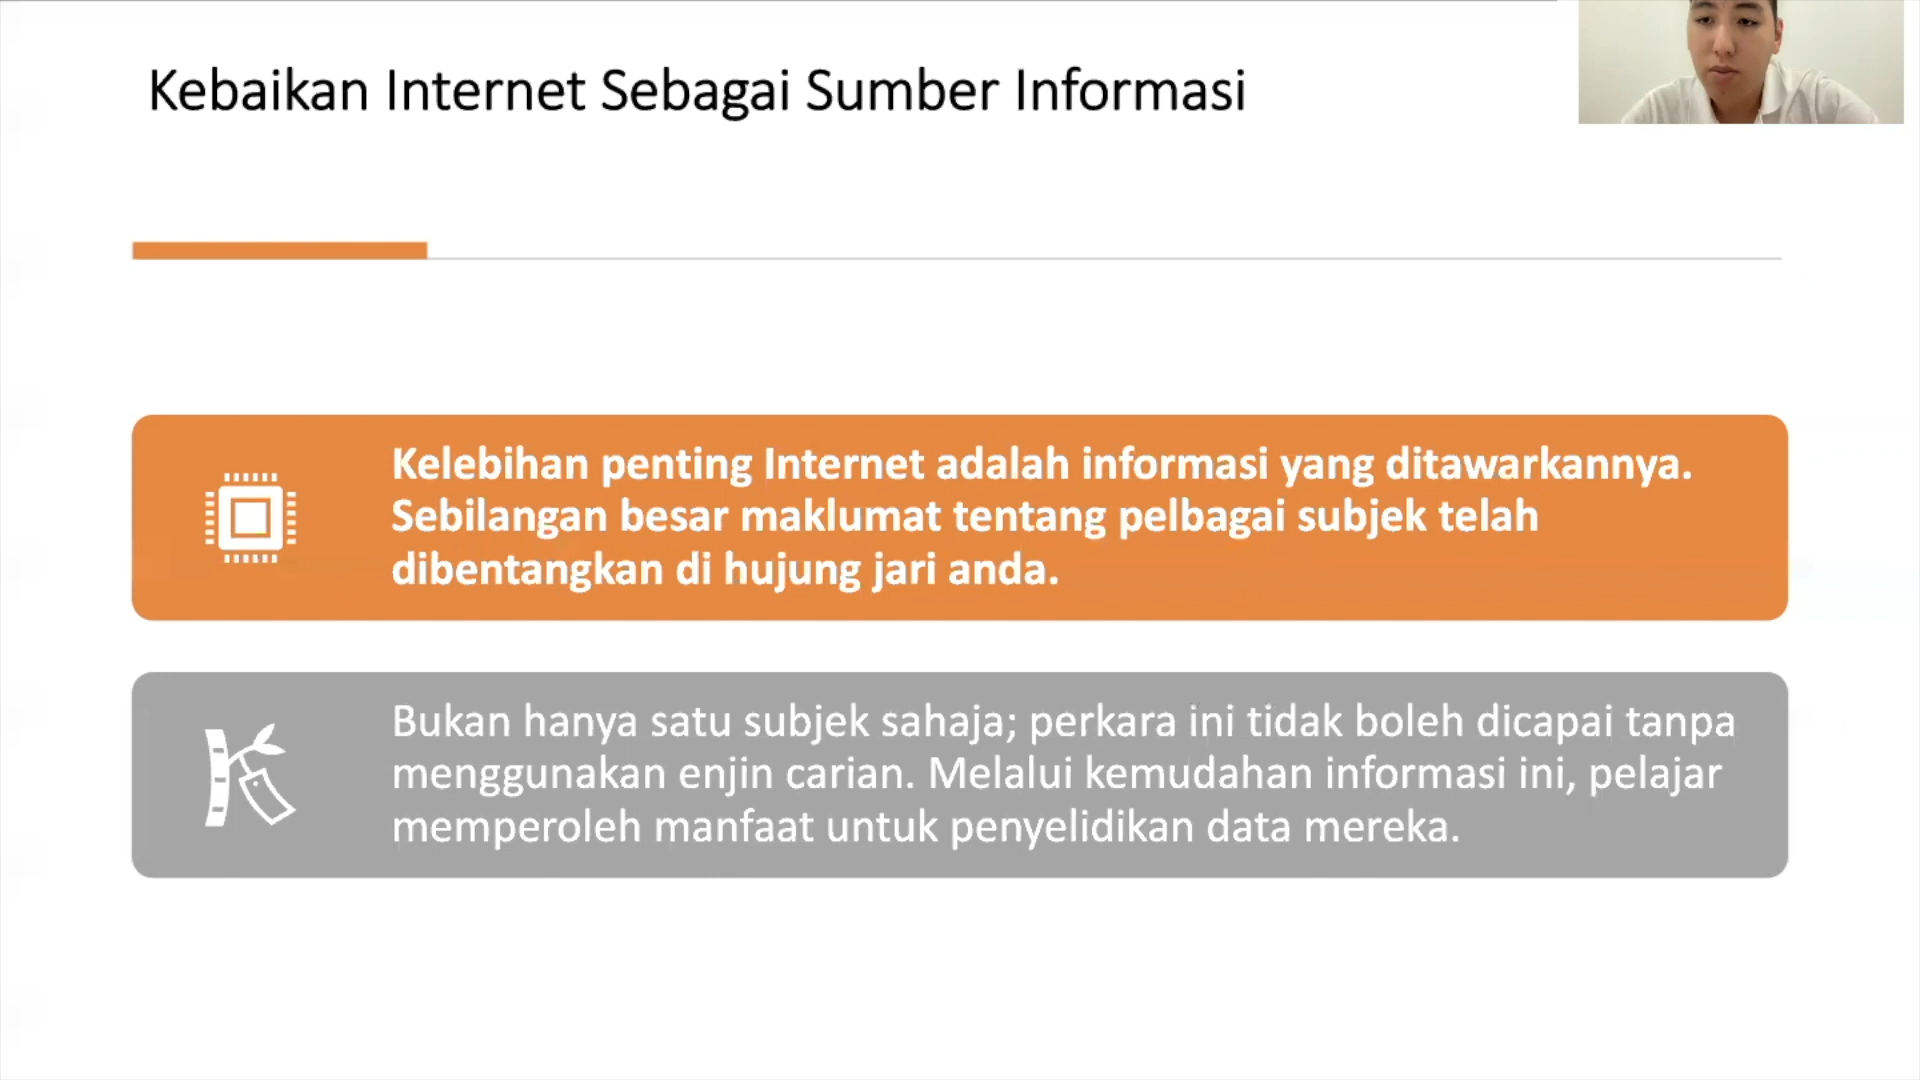 Kebaikan Internet Sebagai Sumber Informasi
Kelebihan penting Internet adalah informasi yang ditawarkannya.
Sebilangan besar maklumat tentang pelbagai subjek telah
dibentangkan di hujung jari anda.
Bukan hanya satu subjek sahaja; perkara ini tidak boleh dicapai tanpa
menggunakan enjin carian. Melalui kemudahan informasi ini, pelajar
memperoleh manfaat untuk penyelidikan data mereka.